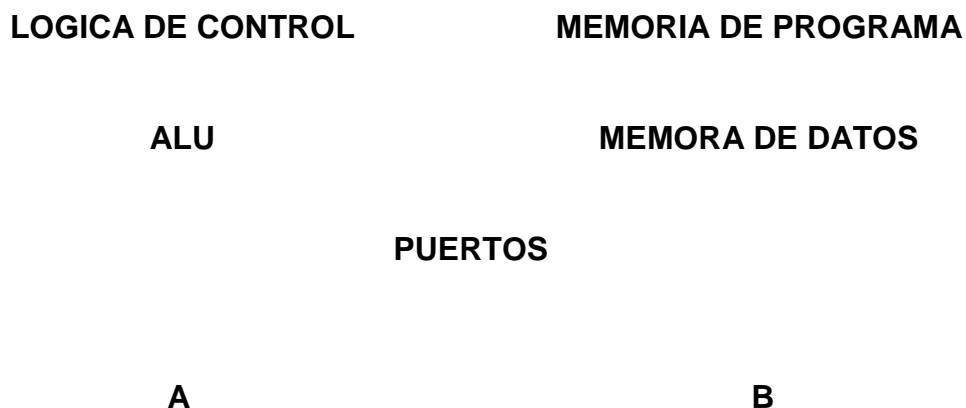 LOGICA DE CONTROL MEMORIA DE PROGRAMA
ALU MEMORA DE DATOS
PUERTOS
A B